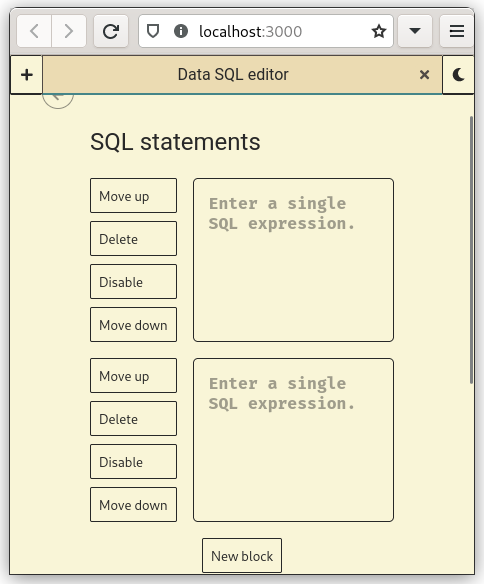 localhost:3000
+ Data SQL editor ×
SQL statements
Move up
Delete
Disable
Move down
Enter a single
SQL expression.
Move up
Delete
Disable
Move down
Enter a single
SQL expression.
New block